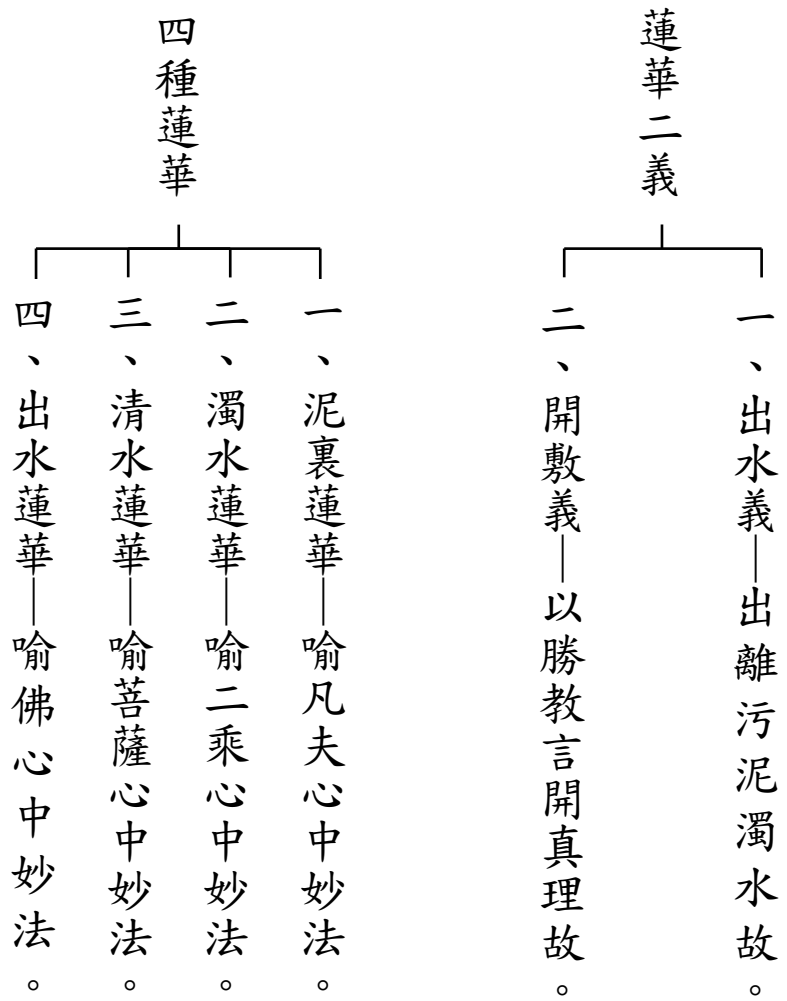 蓮華二義
一、出水義—出離污泥濁水故。
二、開敷義—以勝教言開真理故。
四種蓮華
一、泥裏蓮華—喻凡夫心中妙法。
二、濁水蓮華—喻二乘心中妙法。
三、清水蓮華—喻菩薩心中妙法。
四、出水蓮華—喻佛心中妙法。